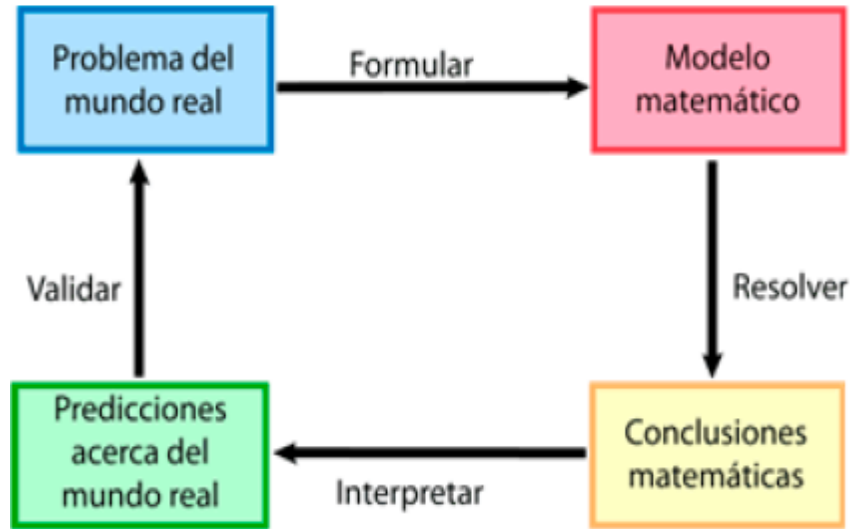 Problema del
mundo real
Formular
Modelo
matemático
Validar
Resolver
Predicciones
acerca del
mundo real
Interpretar
Conclusiones
matemáticas